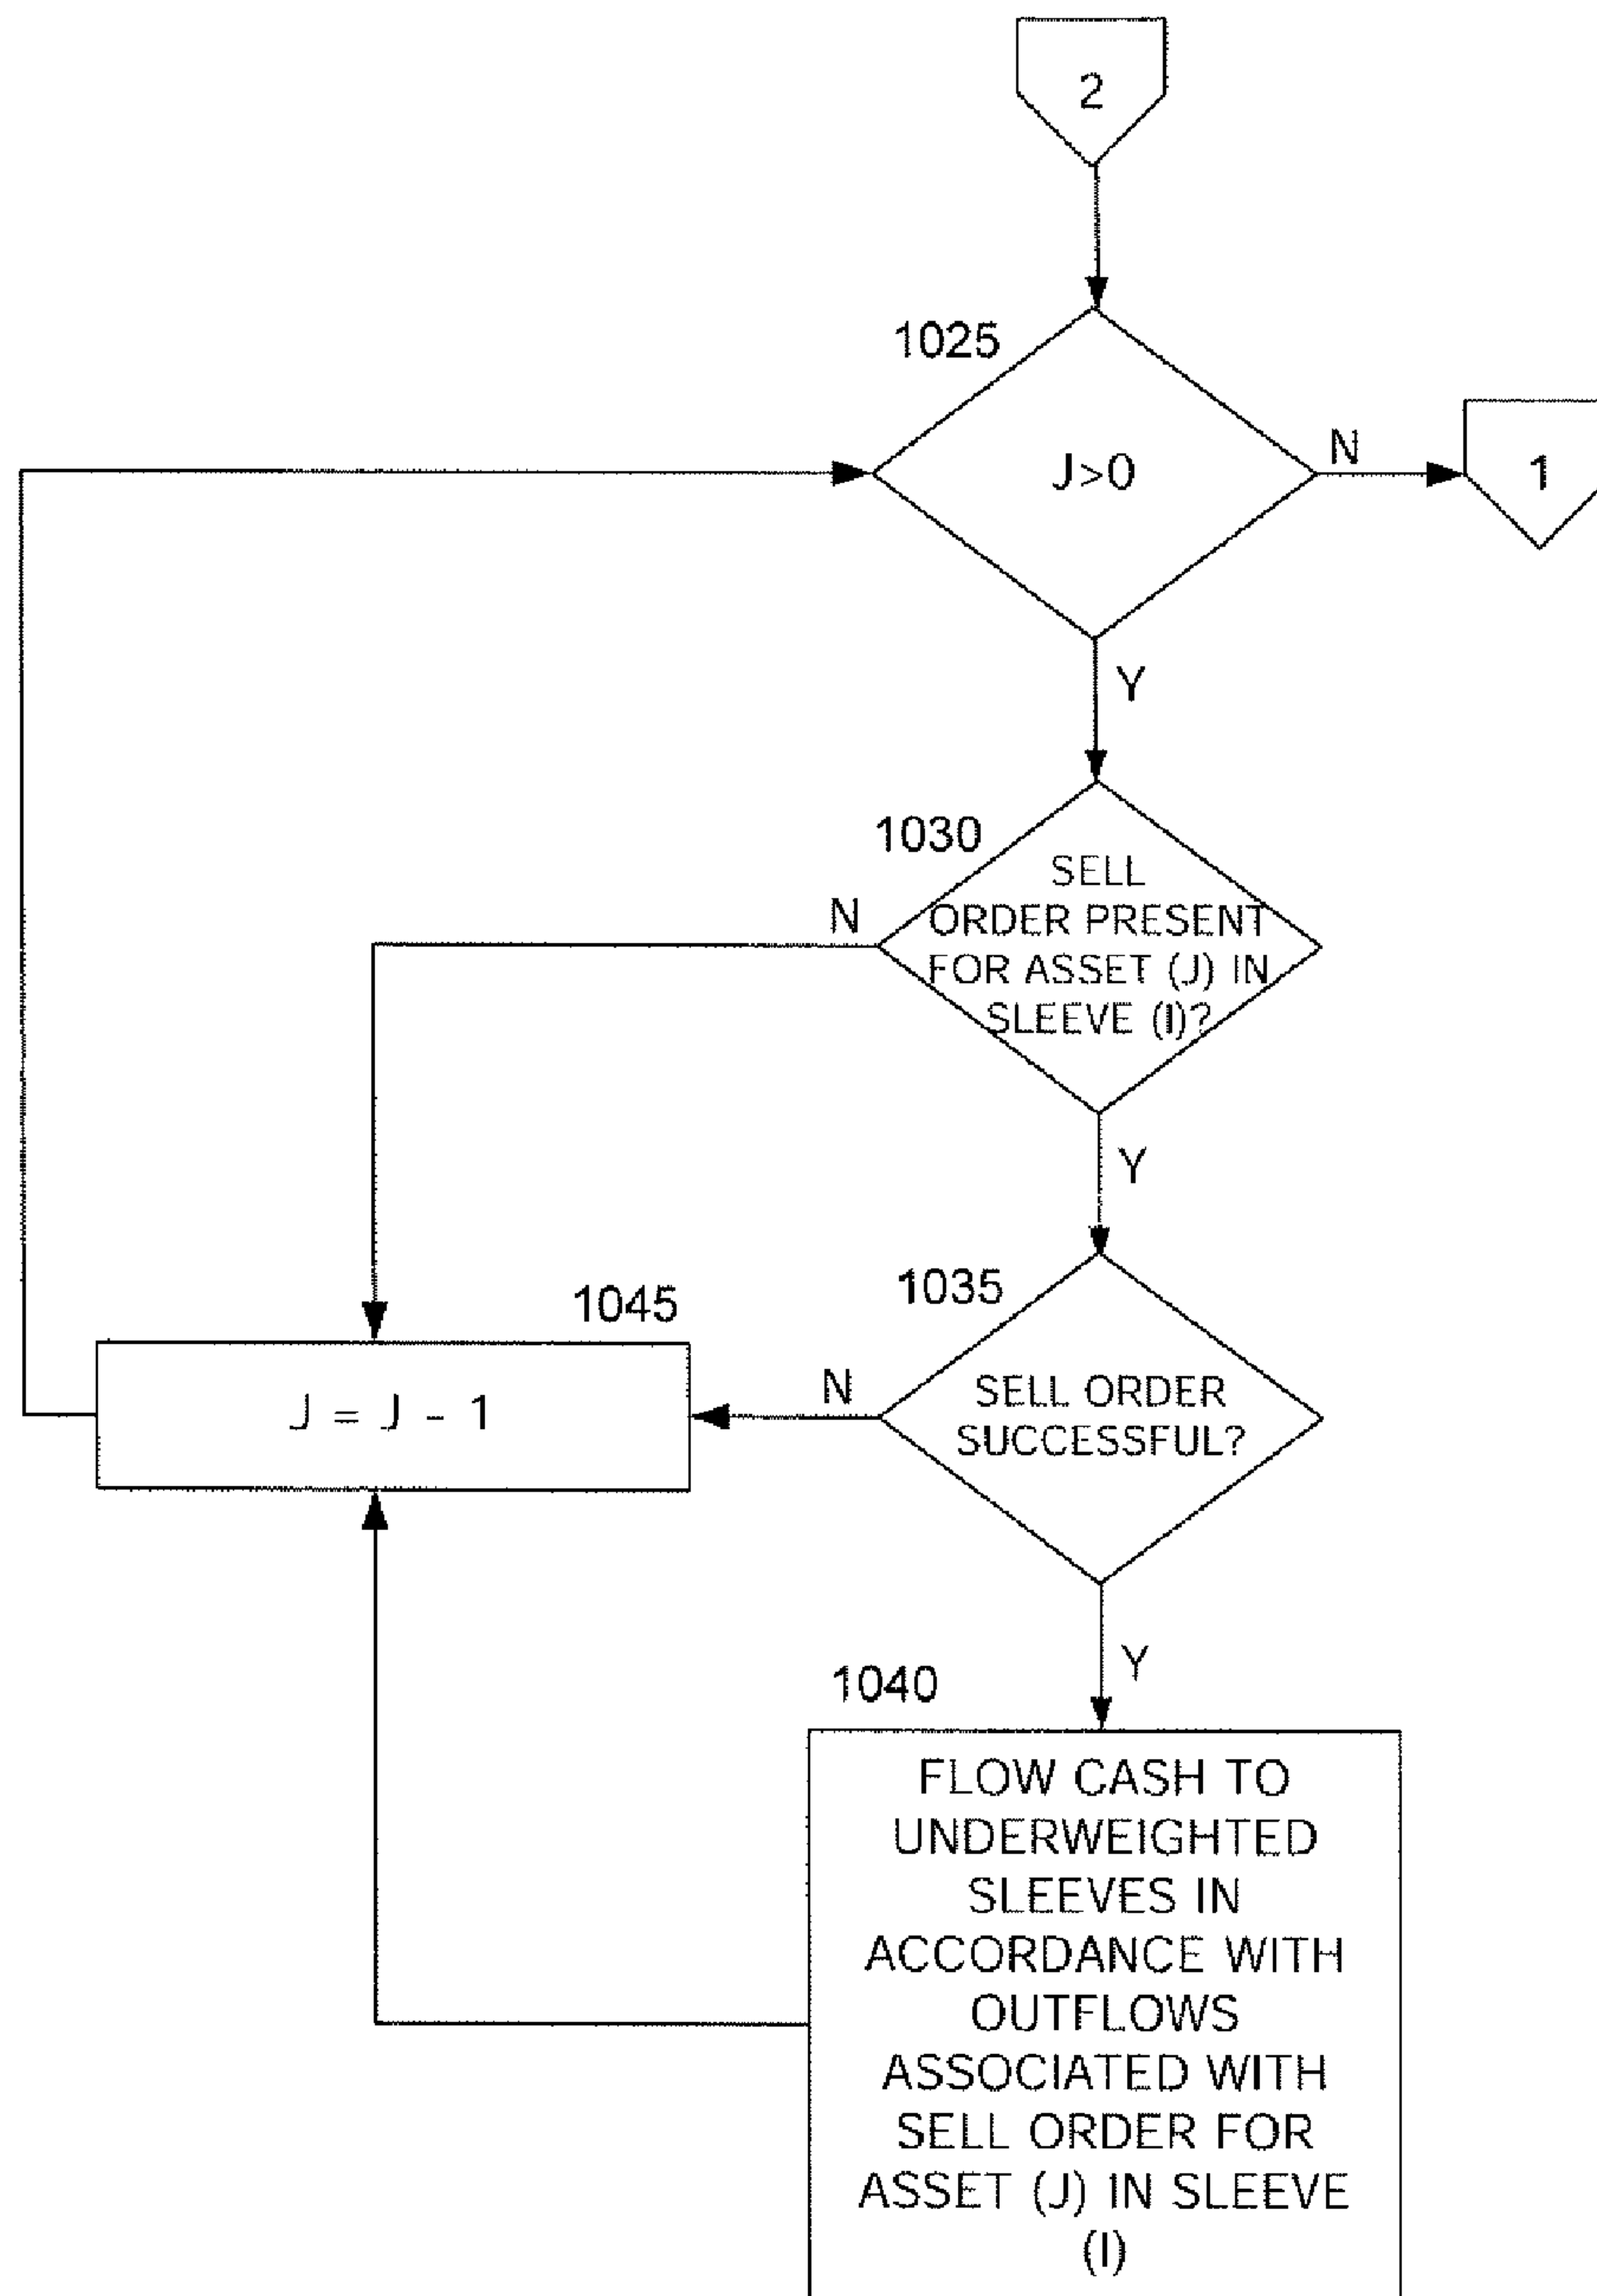 2
1025
J>0
N
1
Y
1030
SELL
ORDER PRESENT
FOR ASSET (J) IN
SLEEVE (I)?
N
Y
1035
SELL ORDER
SUCCESSFUL?
N
1045
J = J - 1
Y
1040
FLOW CASH TO
UNDERWEIGHTED
SLEEVES IN
ACCORDANCE WITH
OUTFLOWS
ASSOCIATED WITH
SELL ORDER FOR
ASSET (J) IN SLEEVE
(I)